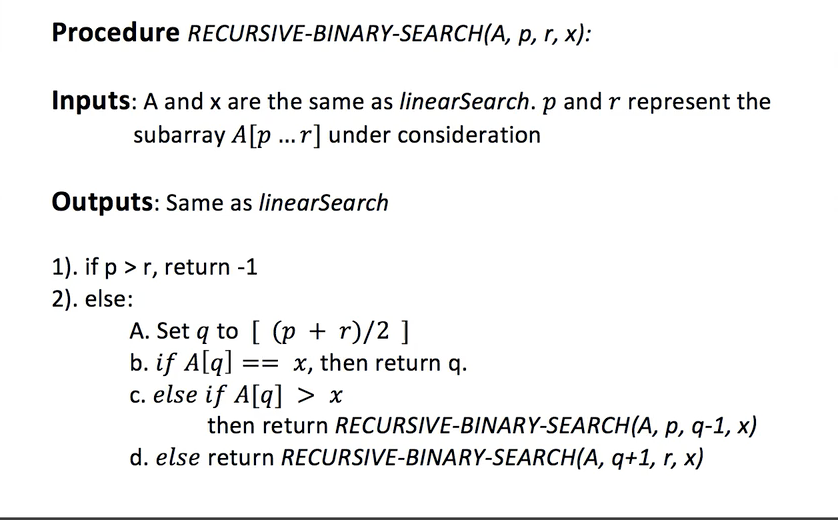 Procedure RECURSIVE-BINARY-SEARCH(A, p, r, x):
Inputs: A and x are the same as linearSearch. p and r represent the
subarray A[p ... r] under consideration
Outputs: Same as linearSearch
1). if p > r, return -1
2). else:
A. Set q to [ (p + r)/2 ]
b. if A[q] == x, then return q.
c. else if A[q] > x
then return RECURSIVE-BINARY-SEARCH(A, p, q-1, x)
d. else return RECURSIVE-BINARY-SEARCH(A, q+1, r, x)